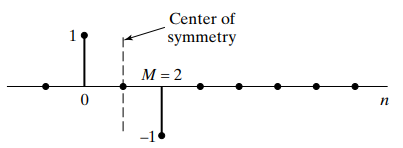 Center of
symmetry
1
M = 2
0
n
–1